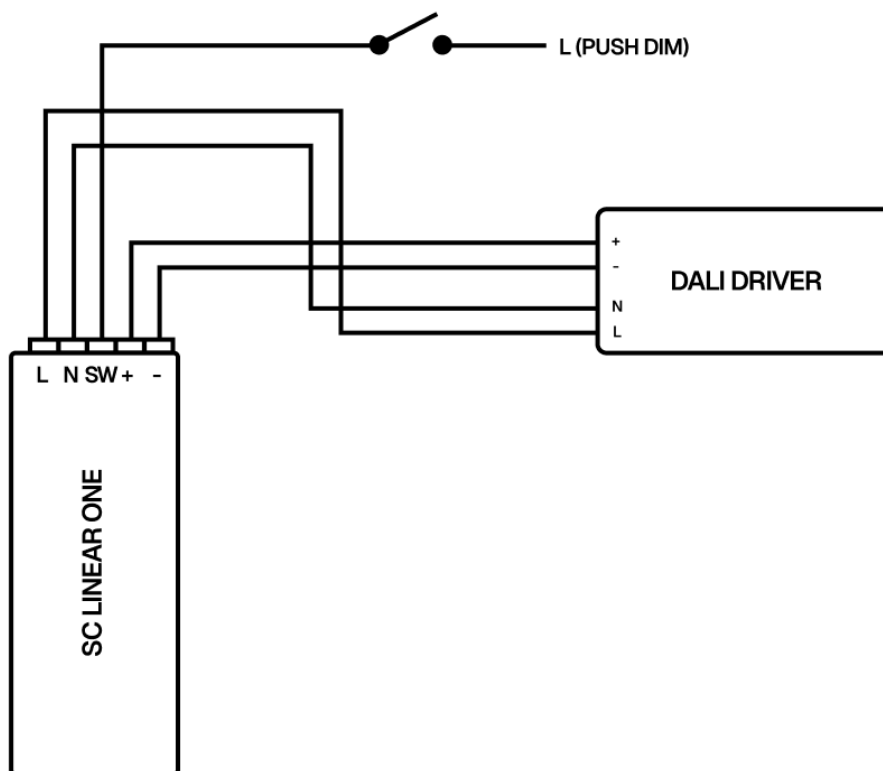 L (PUSH DIM)
+
-
DALI DRIVER
N
L
L N SW + -
SC LINEAR ONE